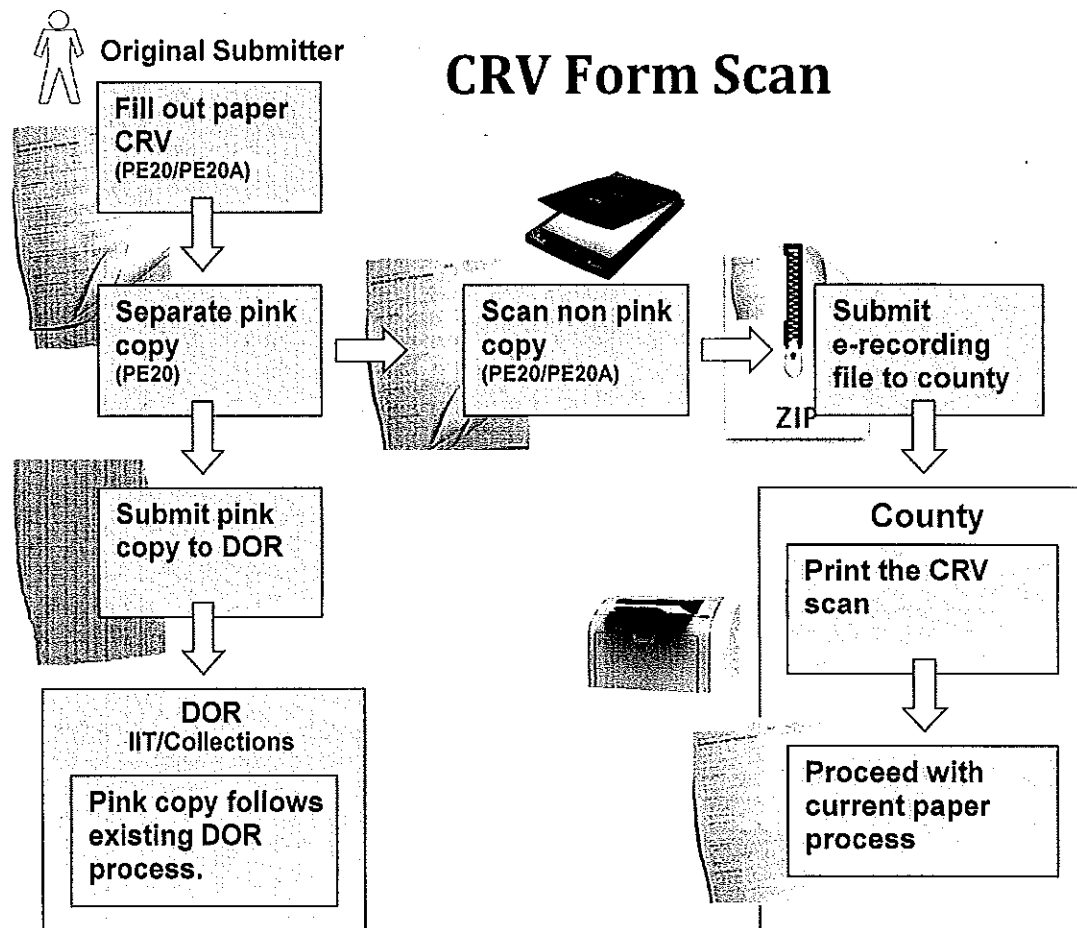 Original Submitter
CRV Form Scan
Fill out paper
CRV
(PE20/PE20A)
Separate pink
copy
(PE20)
Scan non pink
copy
(PE20/PE20A)
Submit
e-recording
file to county
ZIP
Submit pink
copy to DOR
County
Print the CRV
scan
DOR
IIT/Collections
Pink copy follows
existing DOR
process.
Proceed with
current paper
process